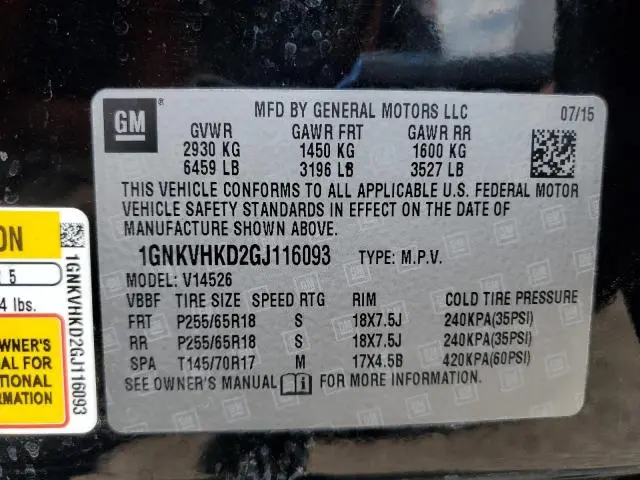 GM ®
MFD BY GENERAL MOTORS LLC 07/15
GVWR GAWR FRT GAWR RR
2930 KG 1450 KG 1600 KG
6459 LB 3196 LB 3527 LB
THIS VEHICLE CONFORMS TO ALL APPLICABLE U.S. FEDERAL MOTOR
VEHICLE SAFETY STANDARDS IN EFFECT ON THE DATE OF
MANUFACTURE SHOWN ABOVE.
1GNKVHKD2GJ116093 TYPE: M.P.V.
MODEL: V14526
VBBF TIRE SIZE SPEED RTG RIM COLD TIRE PRESSURE
FRT P255/65R18 S 18X7.5J 240KPA(35PSI)
RR P255/65R18 S 18X7.5J 240KPA(35PSI)
SPA T145/70R17 M 17X4.5B 420KPA(60PSI)
SEE OWNER'S MANUAL FOR MORE INFORMATION.
ON
5
4 lbs.
OWNER'S
AL FOR
TIONAL
MATION
1GNKVHKD2GJ116093